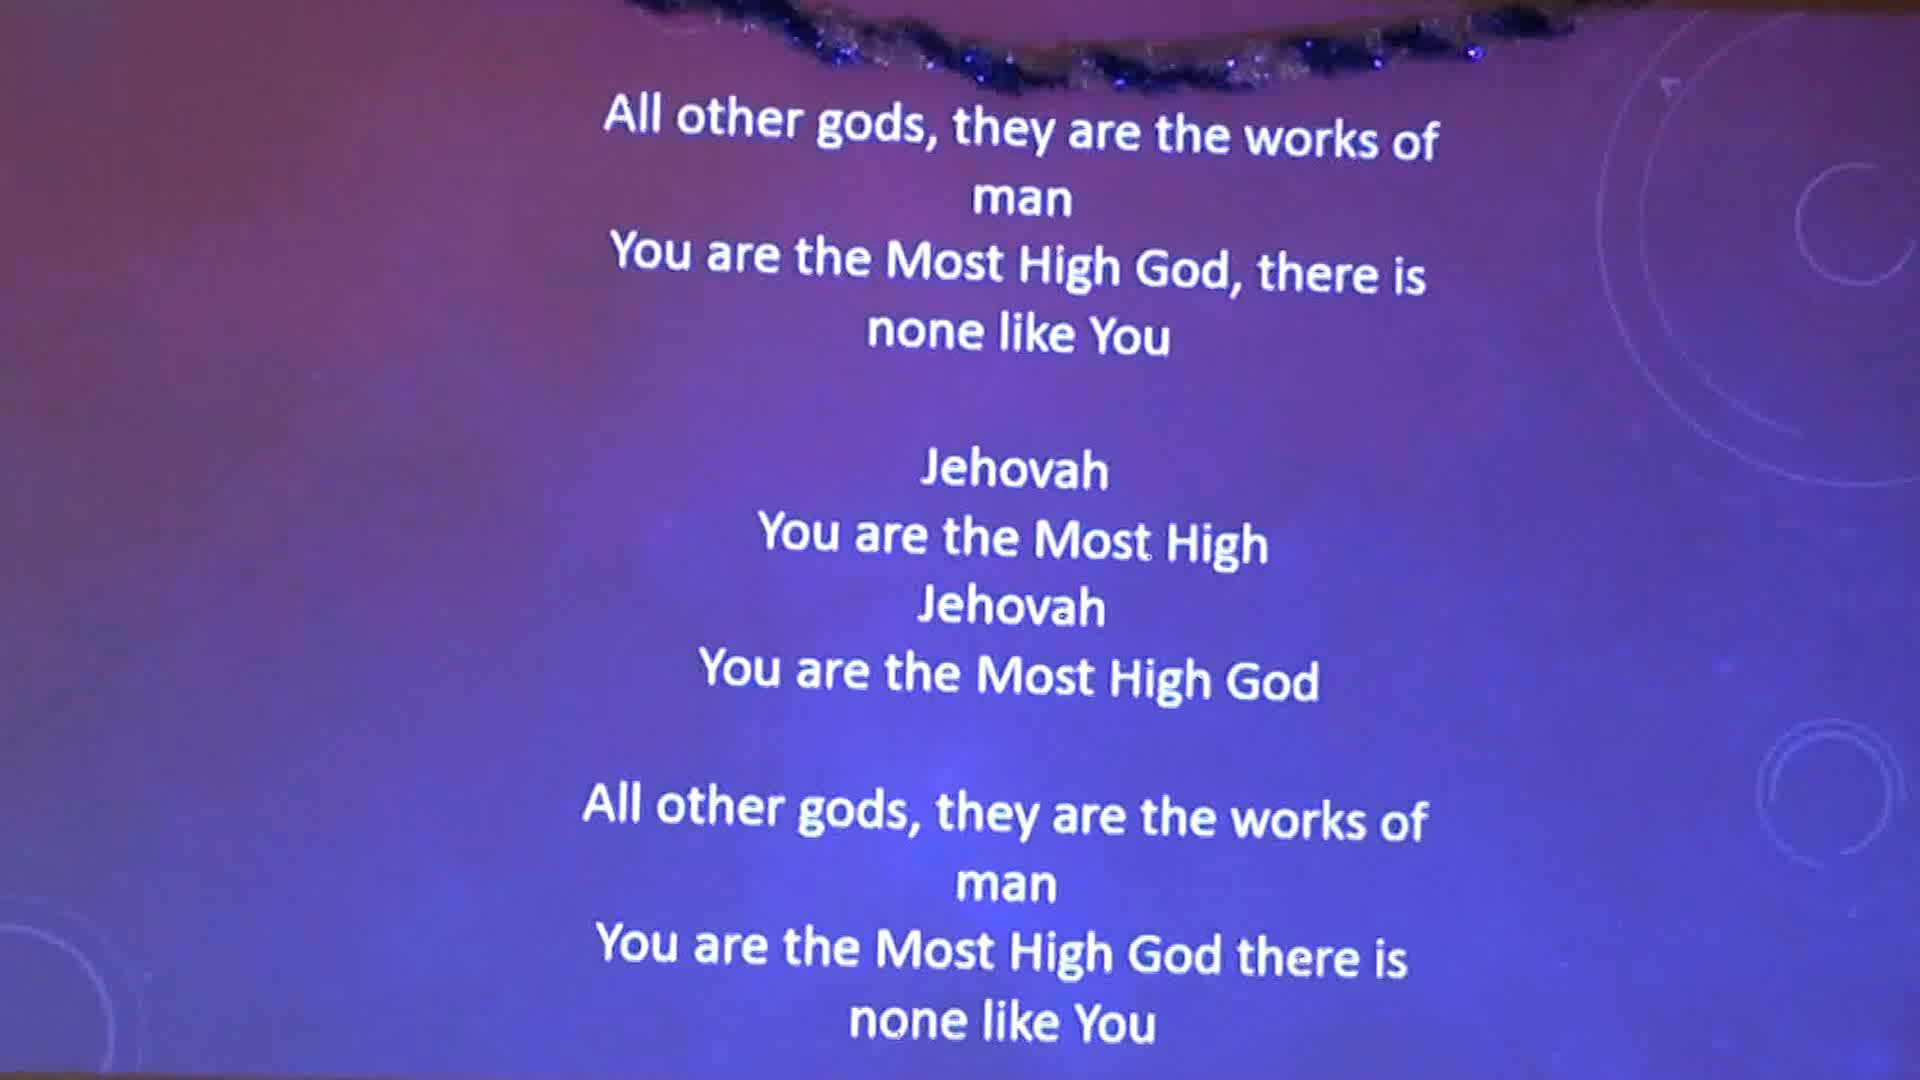 All other gods, they are the works of
man
You are the Most High God, there is
none like You
Jehovah
You are the Most High
Jehovah
You are the Most High God
All other gods, they are the works of
man
You are the Most High God there is
none like You